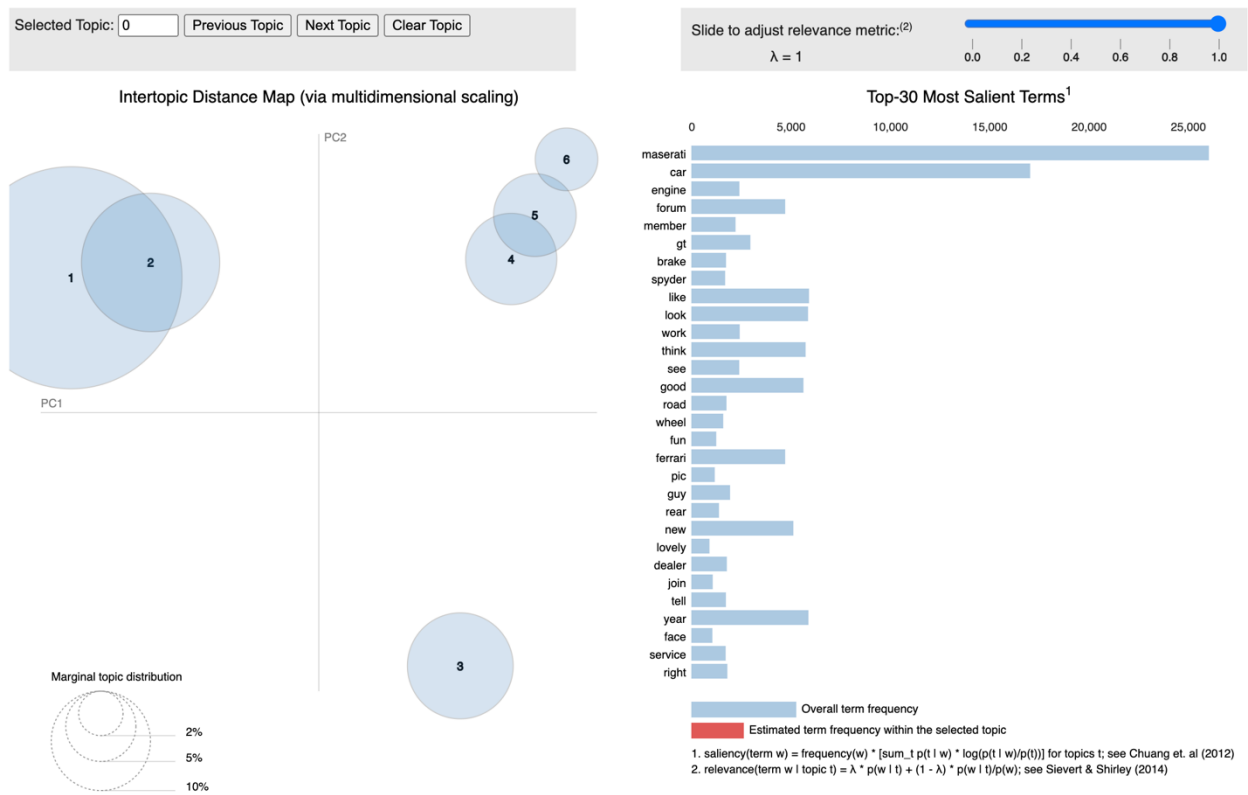 Selected Topic: 0 Previous Topic Next Topic Clear Topic
Slide to adjust relevance metric:(2)
λ = 1
0.0 0.2 0.4 0.6 0.8 1.0
Intertopic Distance Map (via multidimensional scaling)
PC2
PC1
1
2
3
4
5
6
Marginal topic distribution
2%
5%
10%
Top-30 Most Salient Terms1
0 5,000 10,000 15,000 20,000 25,000
maserati
car
engine
forum
member
gt
brake
spyder
like
look
work
think
see
good
road
wheel
fun
ferrari
pic
guy
rear
new
lovely
dealer
join
tell
year
face
service
right
Overall term frequency
Estimated term frequency within the selected topic
1. saliency(term w) = frequency(w) * [sum_t p(t | w) * log(p(t | w)/p(t))] for topics t; see Chuang et. al (2012)
2. relevance(term w | topic t) = λ * p(w | t) + (1 - λ) * p(w | t)/p(w); see Sievert & Shirley (2014)